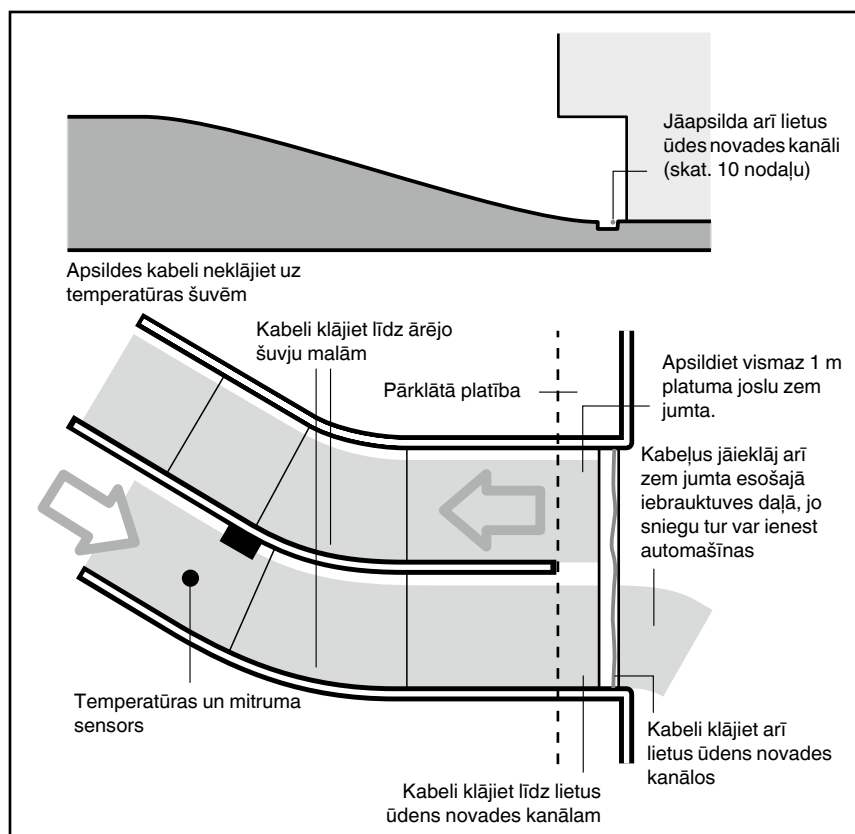 Jāapsilda arī lietus
ūdes novades kanāli
(skat. 10 nodaļu)
Apsildes kabeli neklājiet uz
temperatūras šuvēm
Kabeli klājiet līdz ārējo
šuvju malām
Pārklātā platība
Apsildiet vismaz 1 m
platuma joslu zem
jumta.
Kabeļus jāieklāj arī
zem jumta esošajā
iebrauktuves daļā, jo
sniegu tur var ienest
automašīnas
Temperatūras un mitruma
sensors
Kabeli klājiet arī
lietus ūdens novades
kanālos
Kabeli klājiet līdz lietus
ūdens novades kanālam